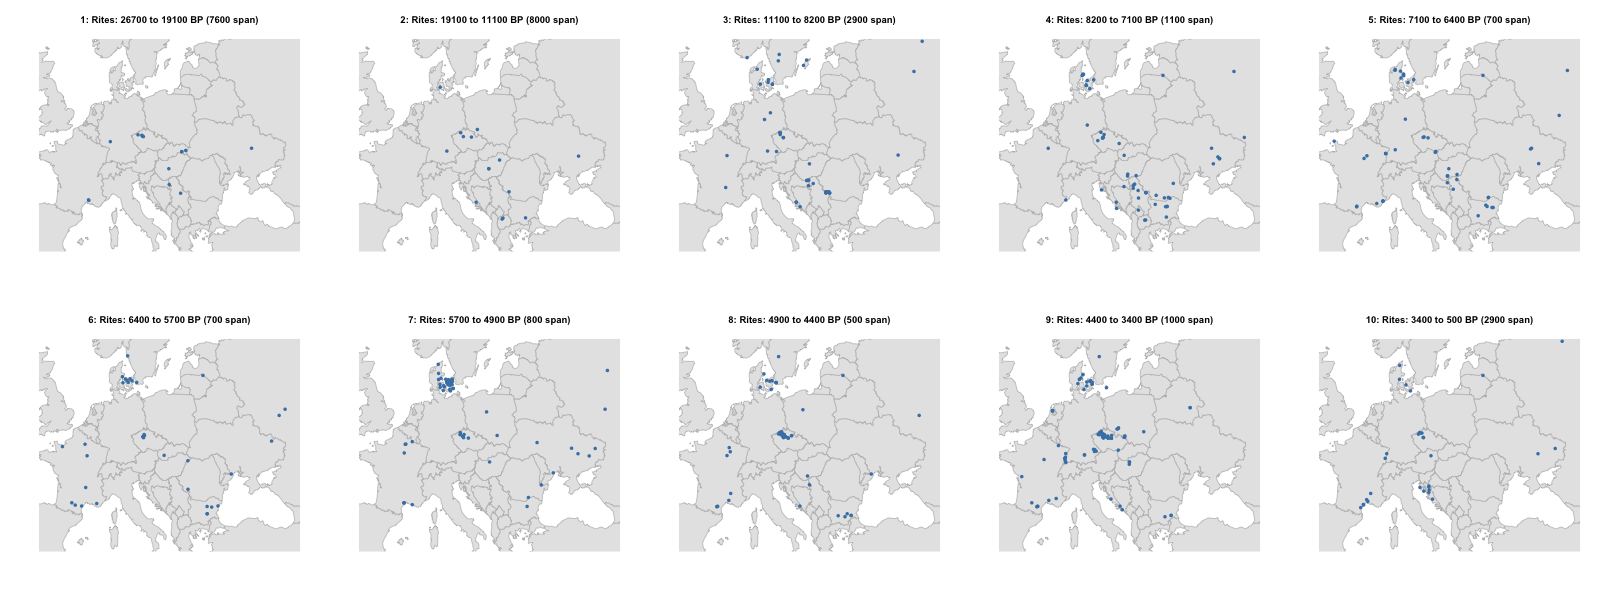 1: Rites: 26700 to 19100 BP (7600 span)
2: Rites: 19100 to 11100 BP (8000 span)
3: Rites: 11100 to 8200 BP (2900 span)
4: Rites: 8200 to 7100 BP (1100 span)
5: Rites: 7100 to 6400 BP (700 span)
6: Rites: 6400 to 5700 BP (700 span)
7: Rites: 5700 to 4900 BP (800 span)
8: Rites: 4900 to 4400 BP (500 span)
9: Rites: 4400 to 3400 BP (1000 span)
10: Rites: 3400 to 500 BP (2900 span)